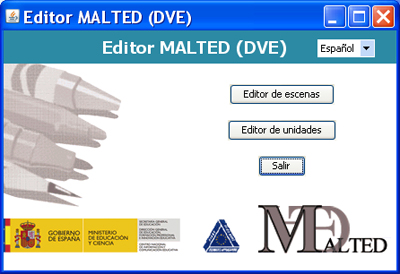 Editor MALTED (DVE)
Editor MALTED (DVE)
Español
Editor de escenas
Editor de unidades
Salir
GOBIERNO
DE ESPAÑA
MINISTERIO
DE EDUCACIÓN
Y CIENCIA
MALTED